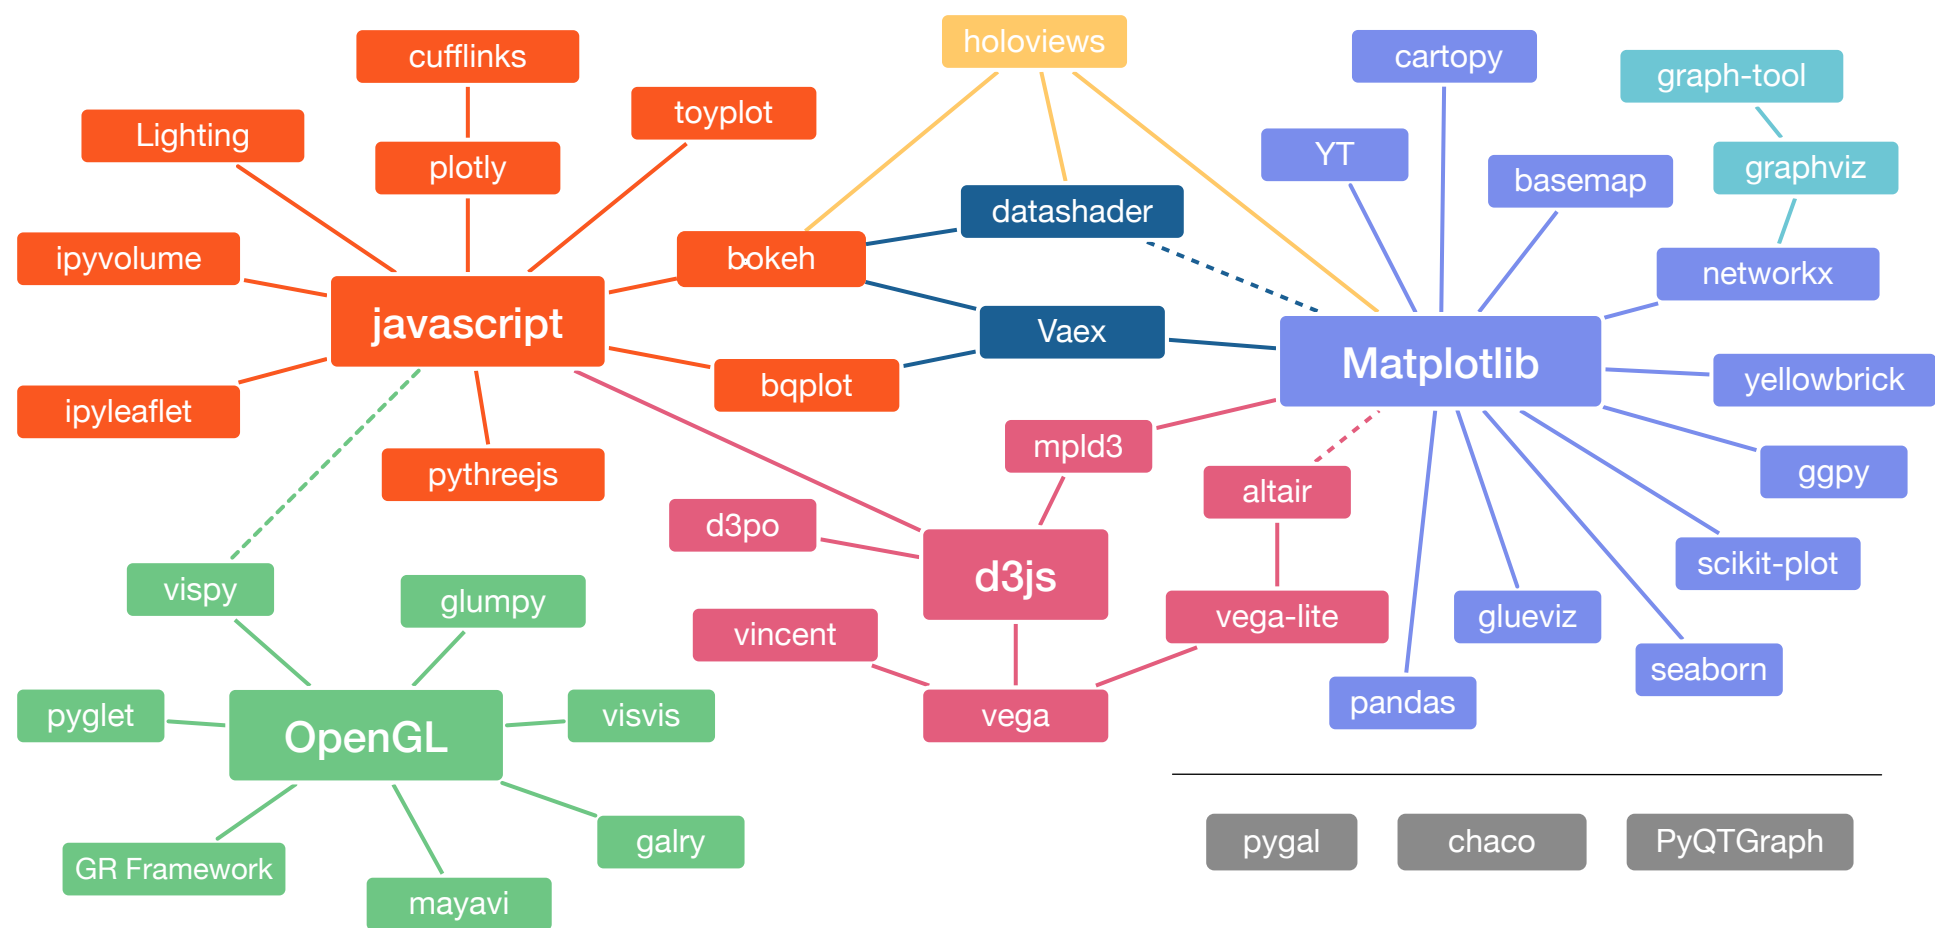 holoviews
cufflinks
cartopy
graph-tool
toyplot
Lighting
YT
plotly
graphviz
basemap
datashader
ipyvolume
bokeh
networkx
javascript
Vaex
Matplotlib
yellowbrick
bqplot
ipyleaflet
mpld3
ggpy
pythreejs
altair
d3po
scikit-plot
d3js
vispy
glumpy
vega-lite
glueviz
vincent
seaborn
pandas
pyglet
visvis
vega
OpenGL
galry
pygal
chaco
PyQTGraph
GR Framework
mayavi